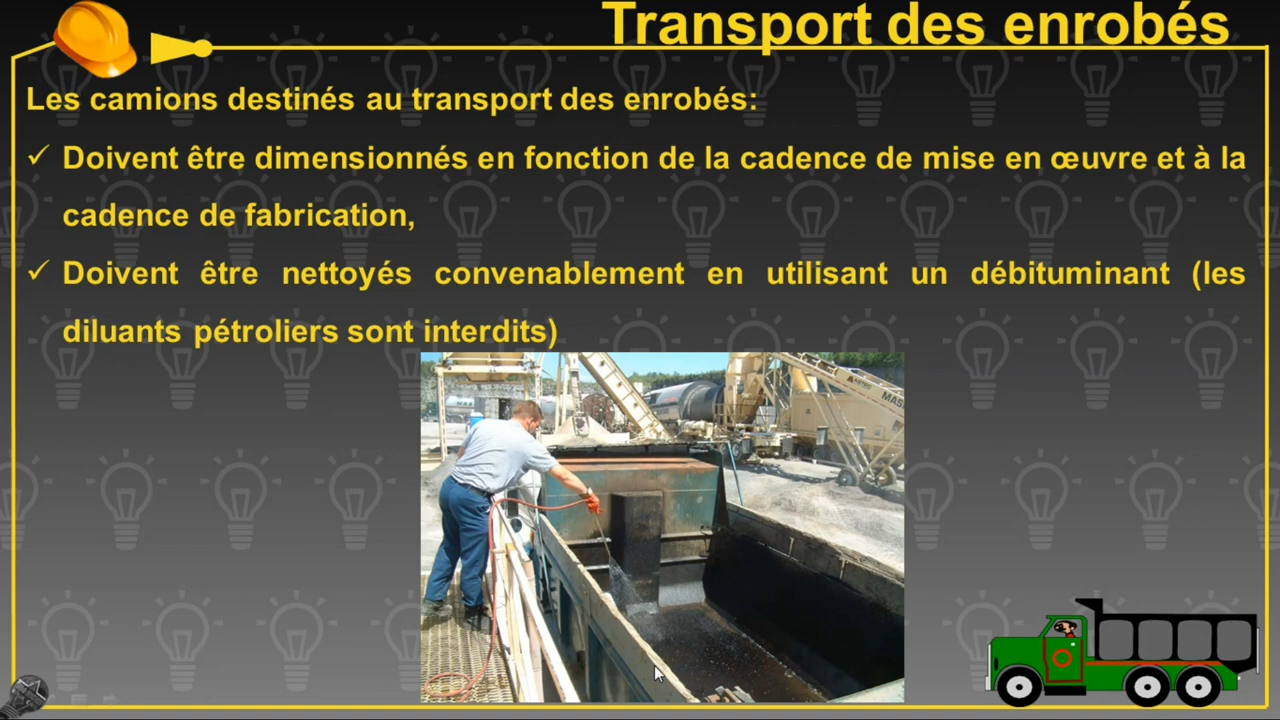 Transport des enrobés
Les camions destinés au transport des enrobés:
✓ Doivent être dimensionnés en fonction de la cadence de mise en œuvre et à la
cadence de fabrication,
✓ Doivent être nettoyés convenablement en utilisant un débituminant (les
diluants pétroliers sont interdits)